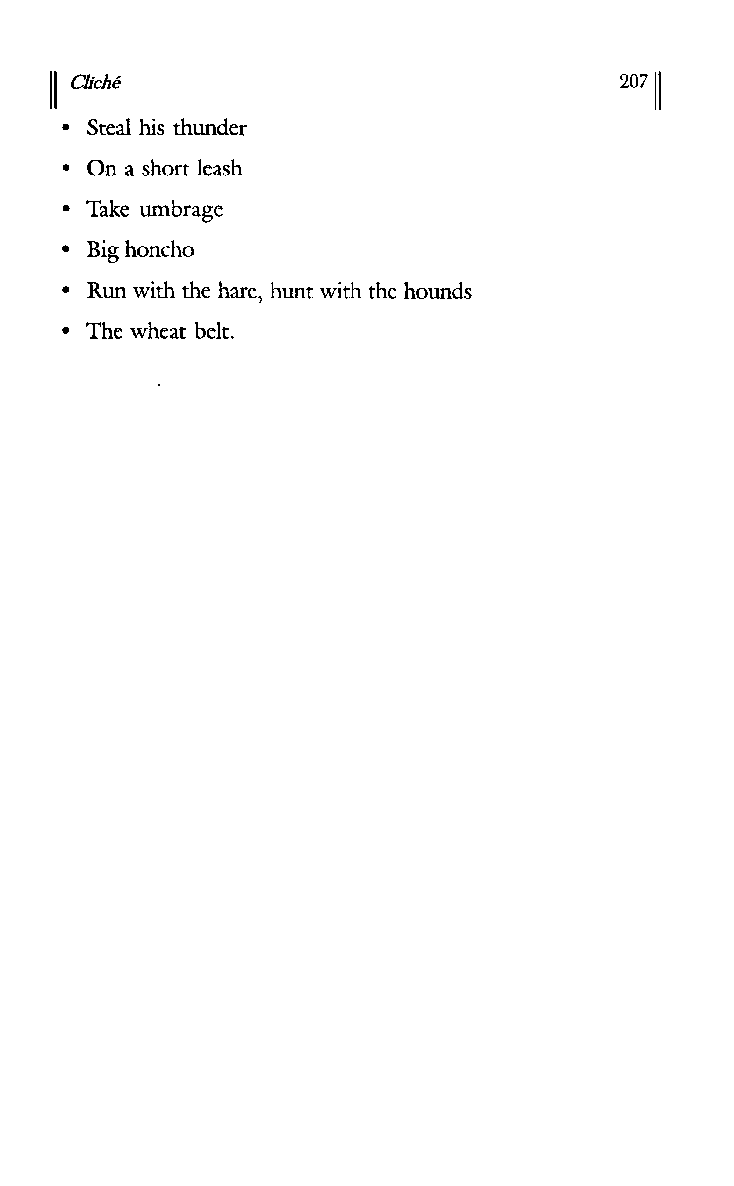 Cliché 207
• Steal his thunder
• On a short leash
• Take umbrage
• Big honcho
• Run with the hare, hunt with the hounds
• The wheat belt.